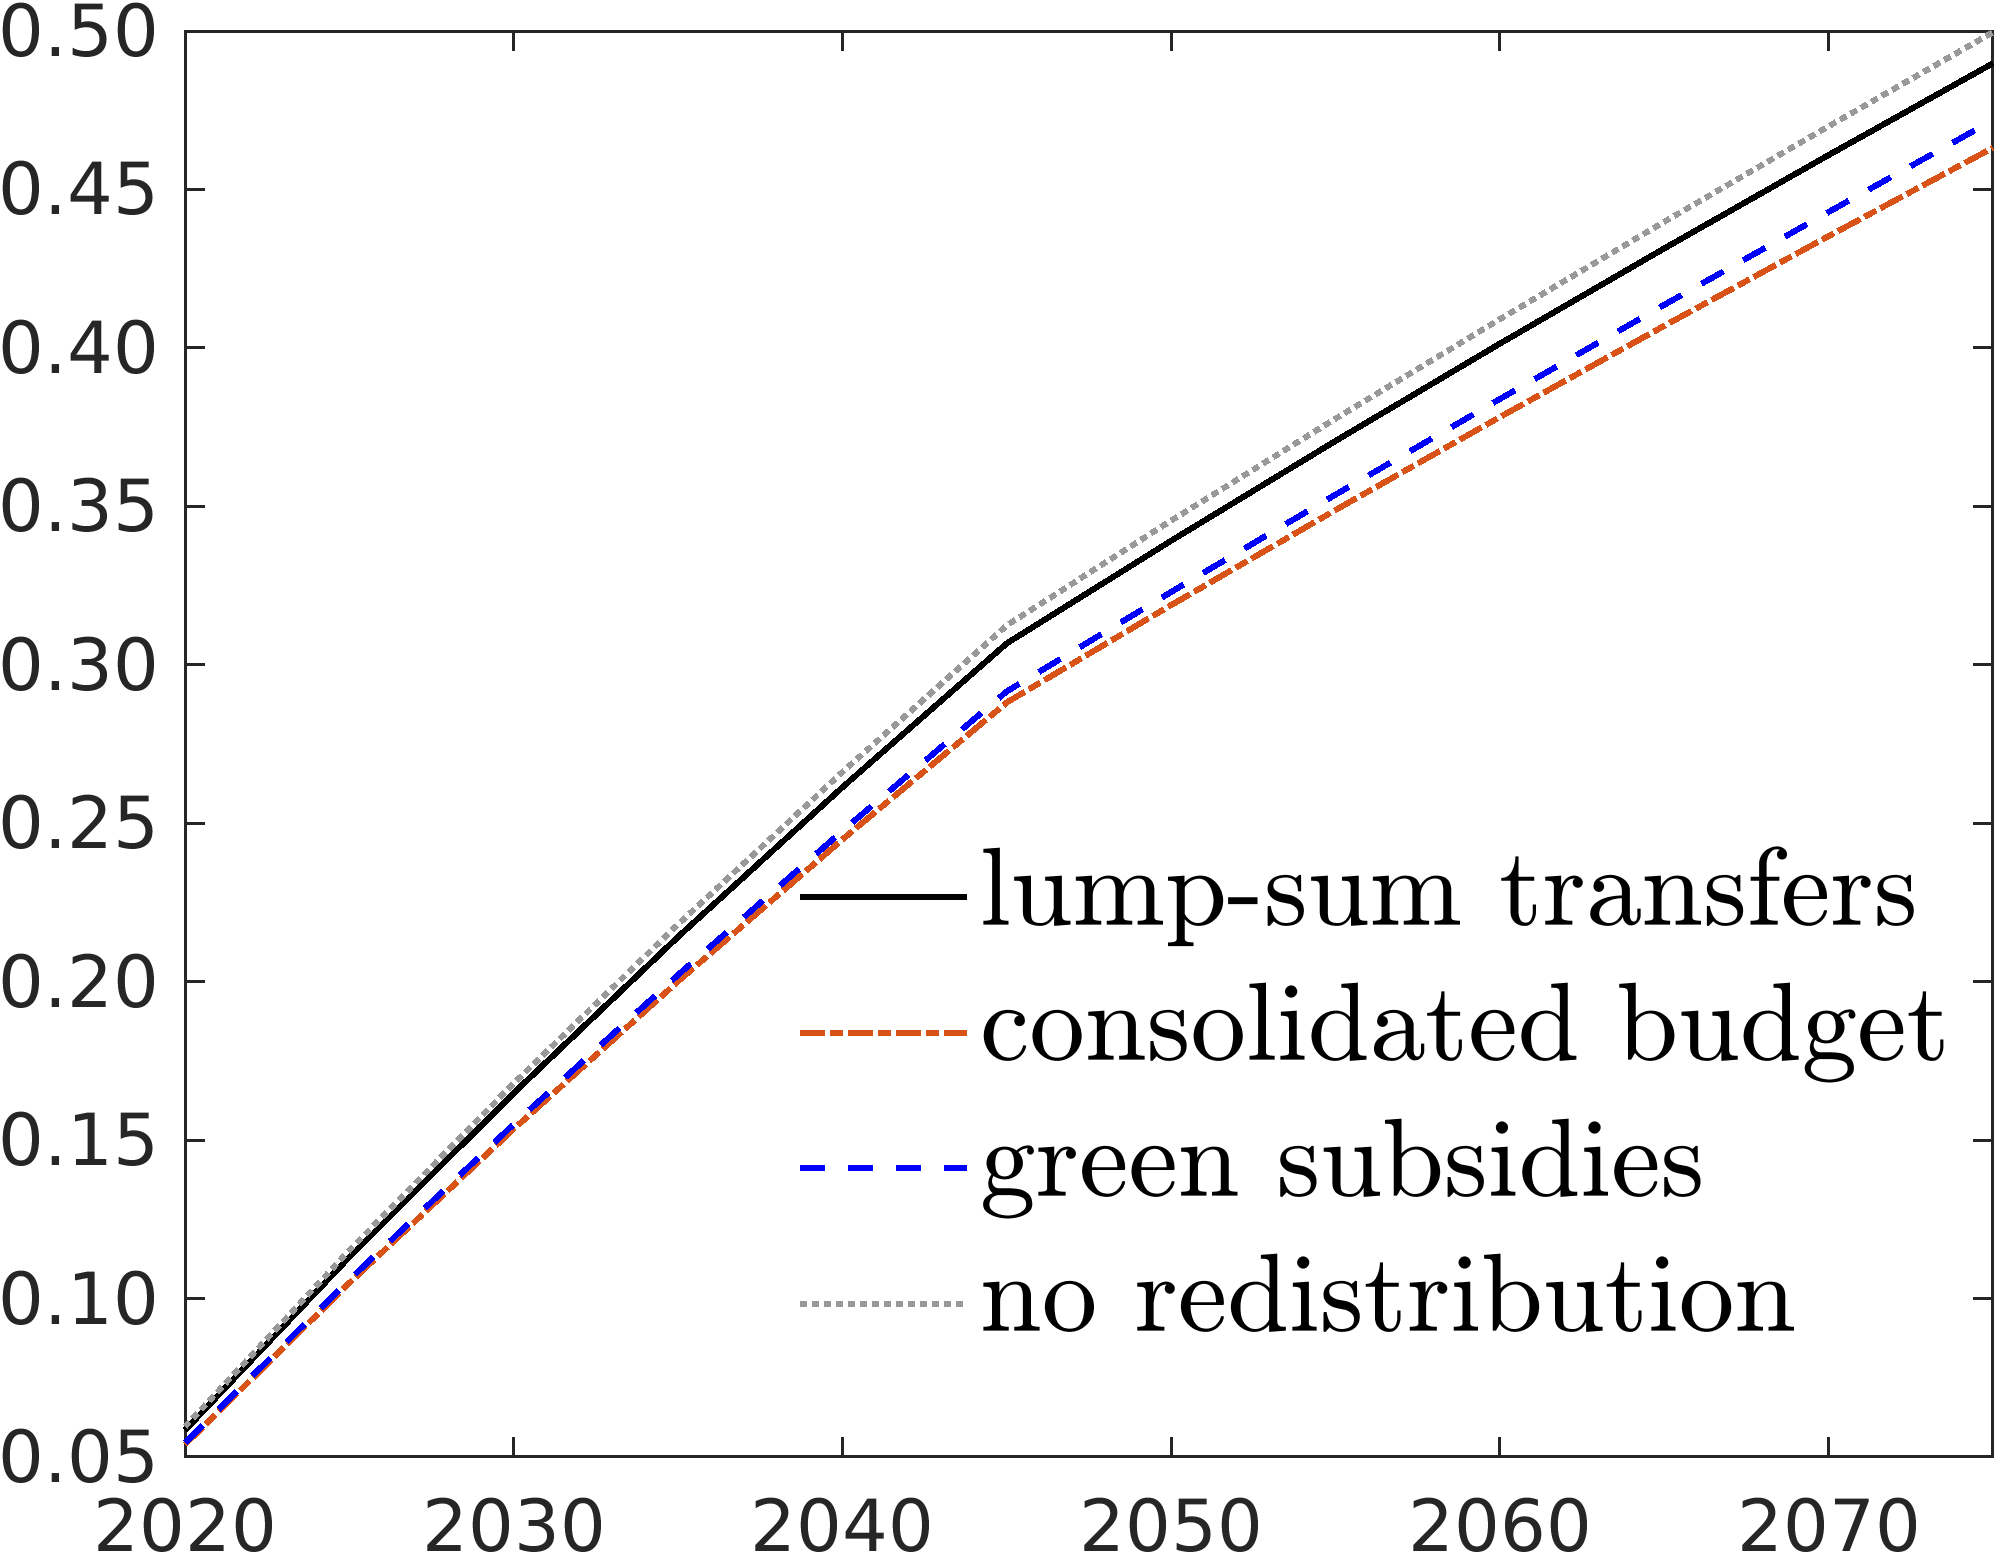 0.50
0.45
0.40
0.35
0.30
0.25
0.20
0.15
0.10
0.05
lump-sum transfers
consolidated budget
green subsidies
no redistribution
2020 2030 2040 2050 2060 2070